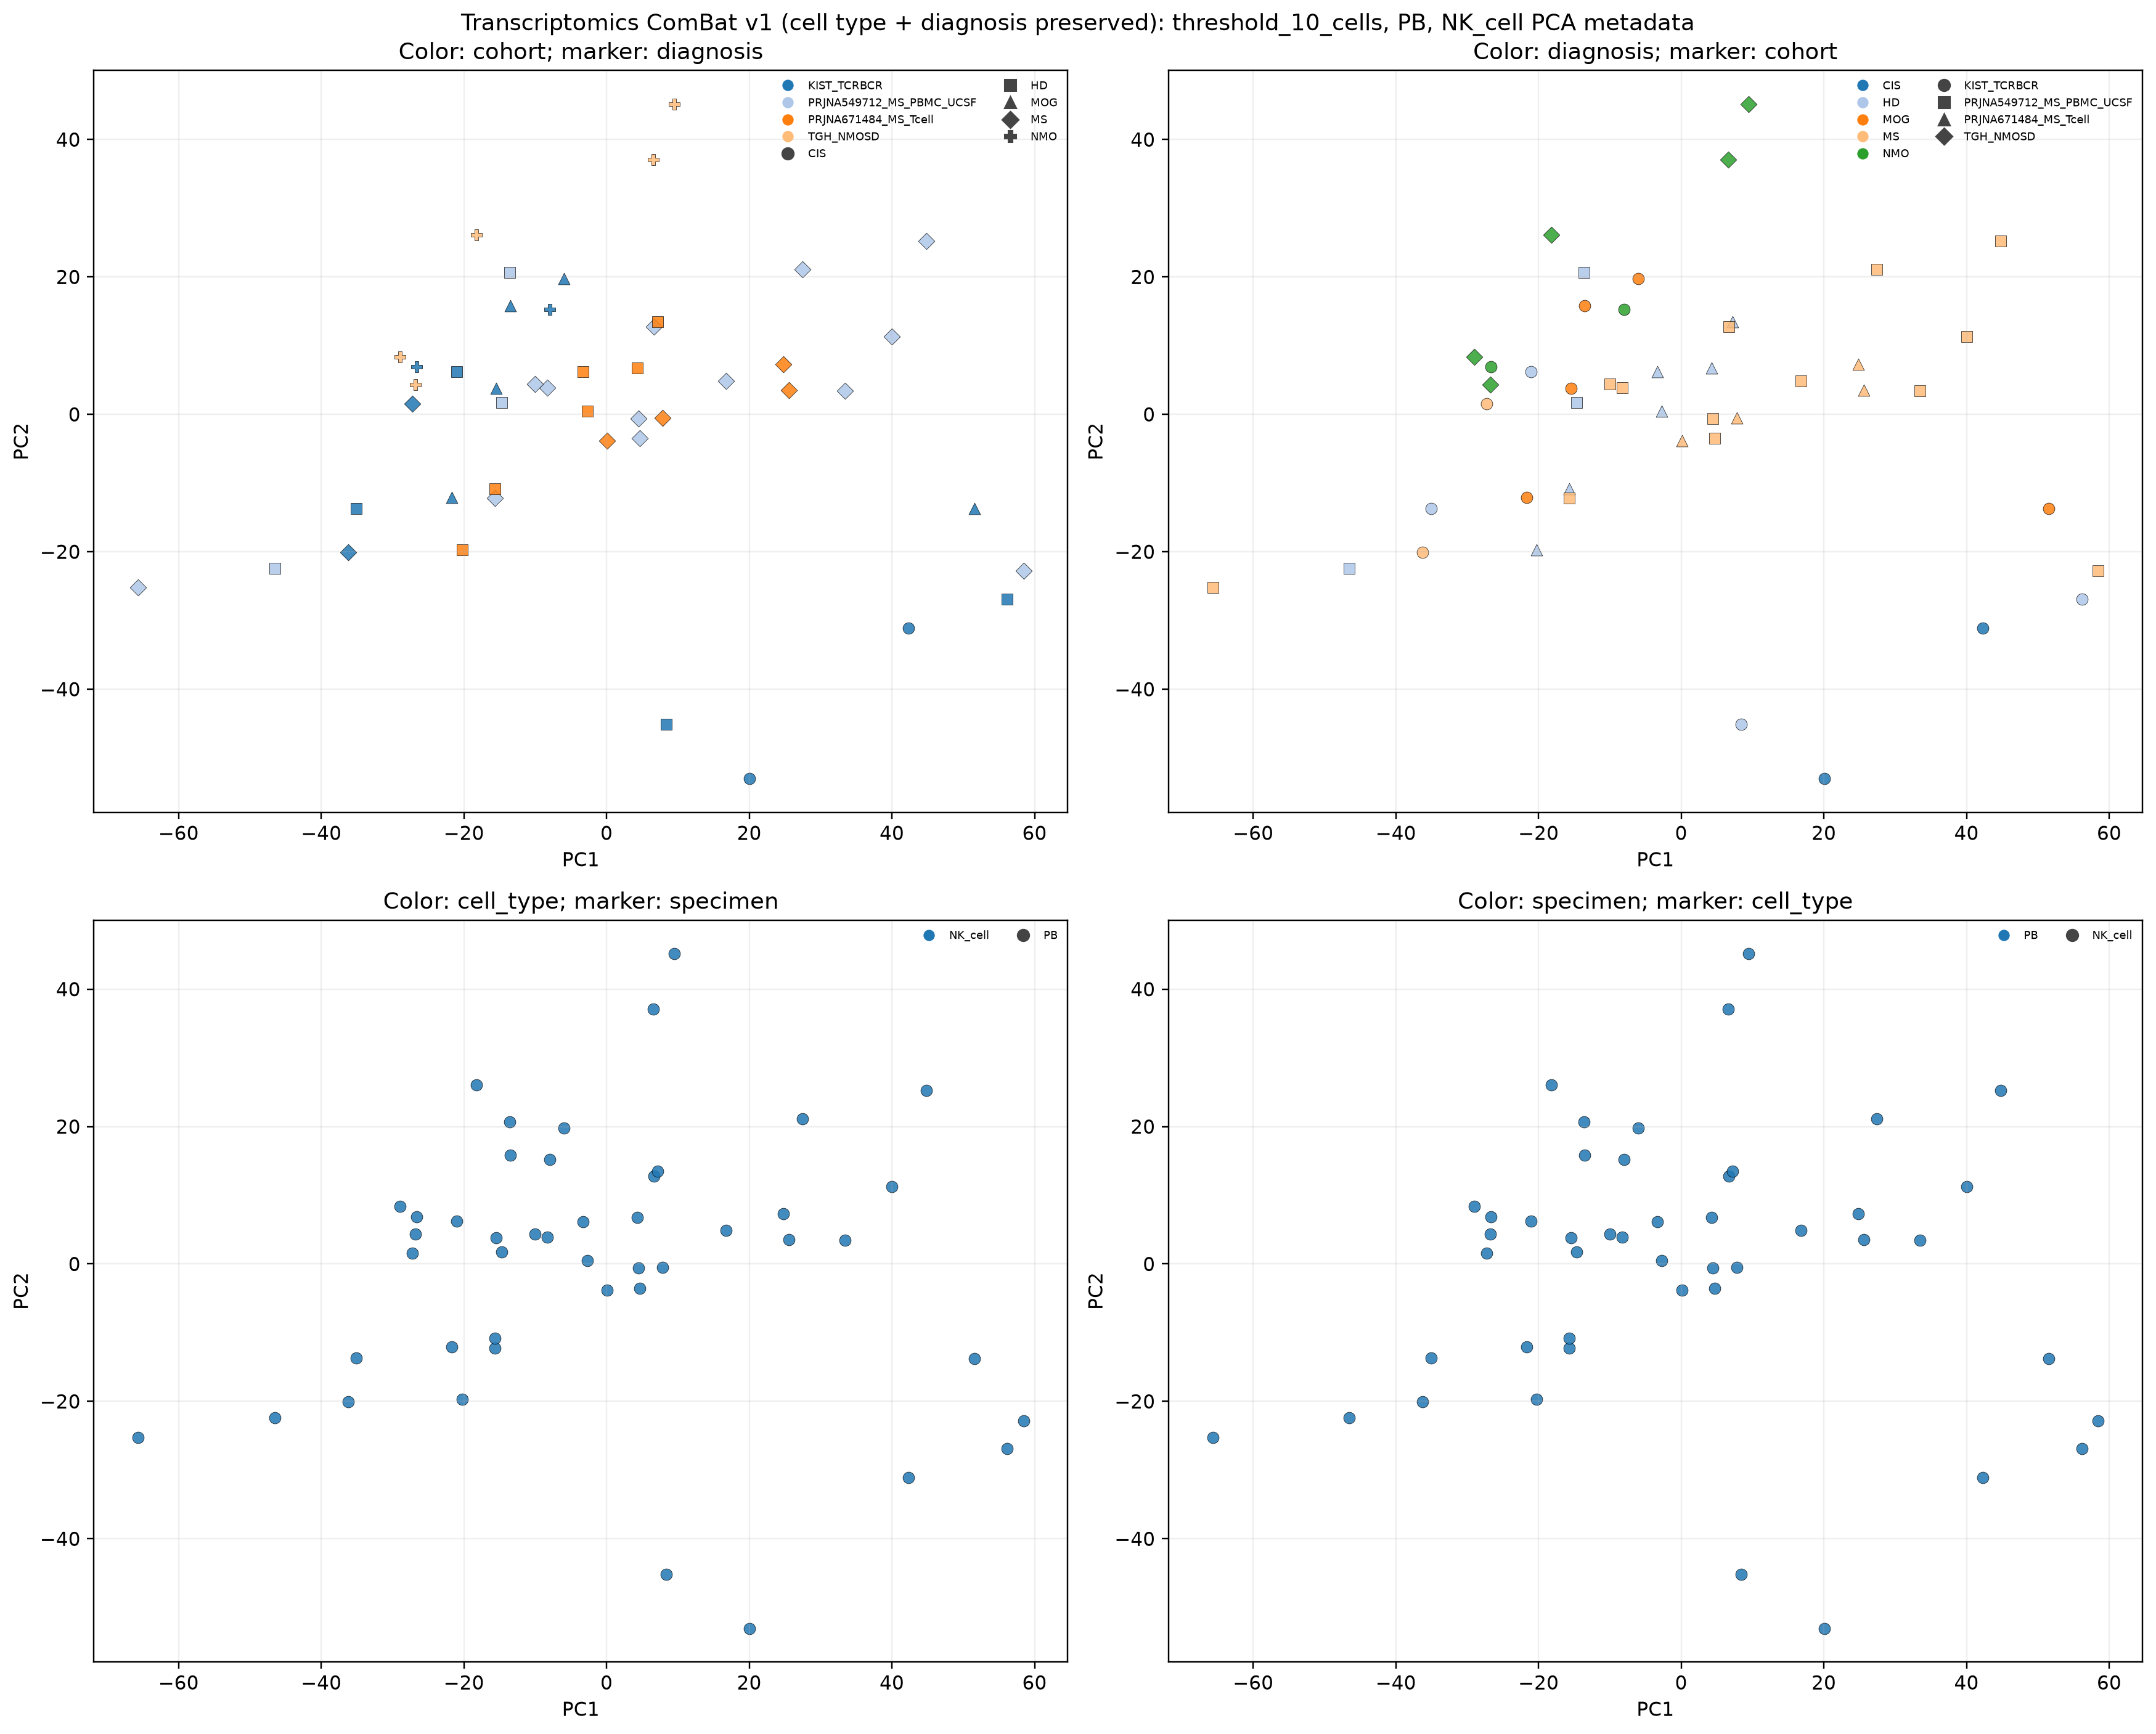 Transcriptomics ComBat v1 (cell type + diagnosis preserved): threshold_10_cells, PB, NK_cell PCA metadata
Color: cohort; marker: diagnosis
KIST_TCRBCR
PRJNA549712_MS_PBMC_UCSF
PRJNA671484_MS_Tcell
TGH_NMOSD
CIS
HD
MOG
MS
NMO
40
20
0
−20
−40
PC2
−60
−40
−20
0
20
40
60
PC1
Color: diagnosis; marker: cohort
CIS
HD
MOG
MS
NMO
KIST_TCRBCR
PRJNA549712_MS_PBMC_UCSF
PRJNA671484_MS_Tcell
TGH_NMOSD
40
20
0
−20
−40
PC2
−60
−40
−20
0
20
40
60
PC1
Color: cell_type; marker: specimen
NK_cell
PB
40
20
0
−20
−40
PC2
−60
−40
−20
0
20
40
60
PC1
Color: specimen; marker: cell_type
PB
NK_cell
40
20
0
−20
−40
PC2
−60
−40
−20
0
20
40
60
PC1